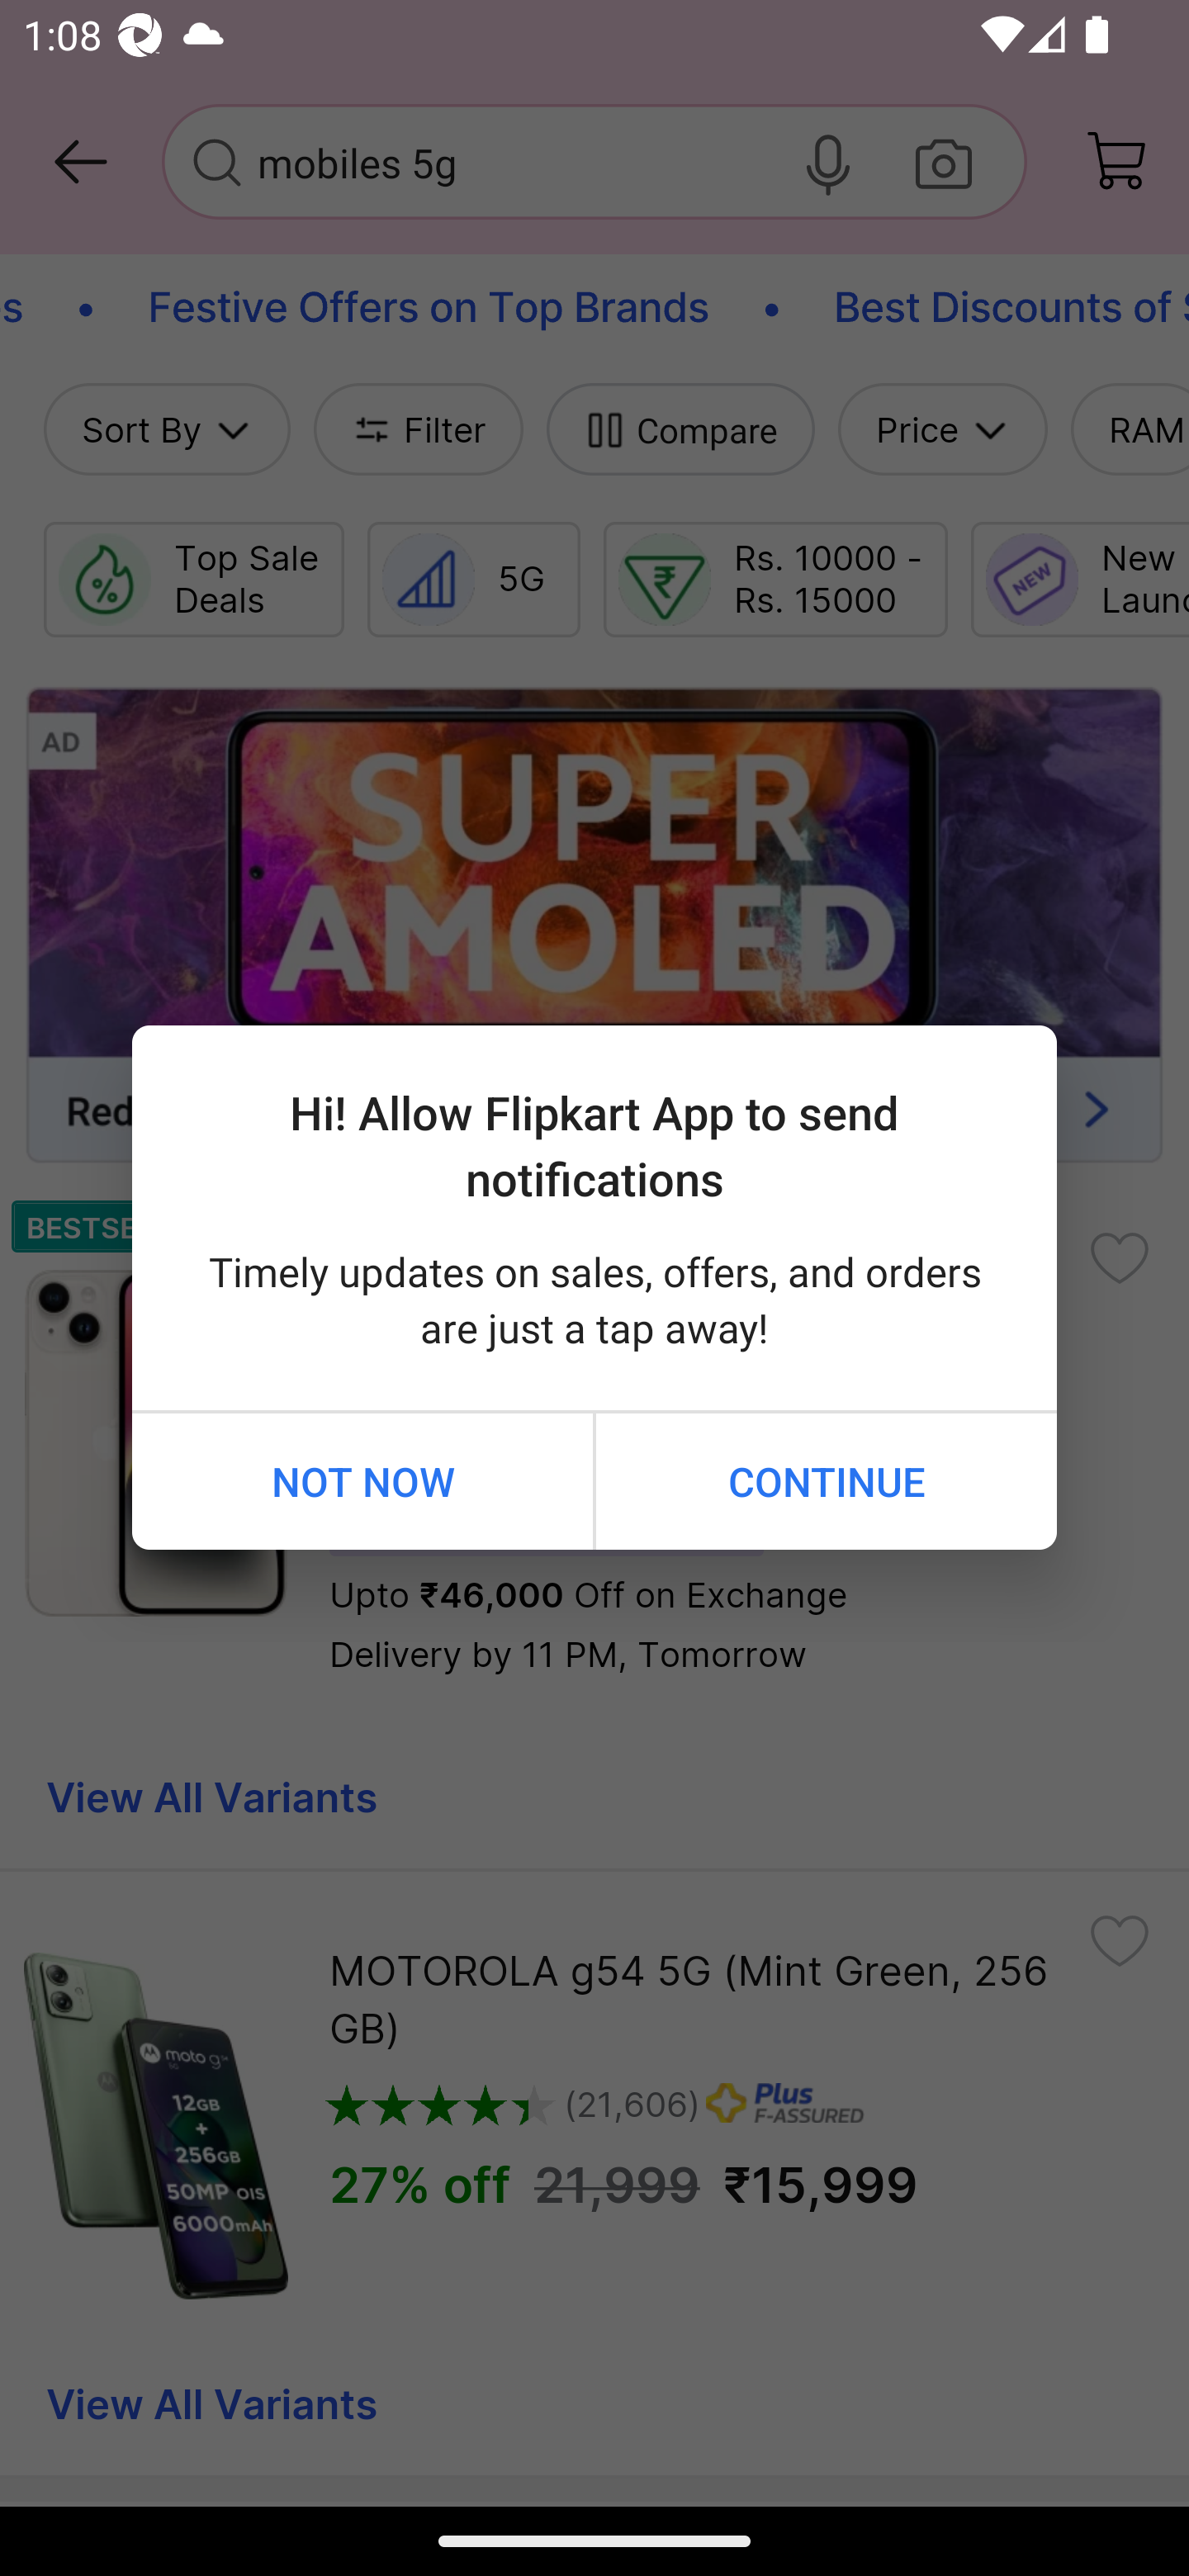 1:08
mobiles 5g
s • Festive Offers on Top Brands • Best Discounts of
Sort By Filter Compare Price RAM
Top Sale Deals
5G
Rs. 10000 -
Rs. 15000
NEW
New
AD
SUPER
AMOLED
Red
Hi! Allow Flipkart App to send
notifications
Timely updates on sales, offers, and orders
are just a tap away!
NOT NOW CONTINUE
BESTSE
Upto ₹46,000 Off on Exchange
Delivery by 11 PM, Tomorrow
View All Variants
MOTOROLA g54 5G (Mint Green, 256
GB)
(21,606) Plus F-ASSURED
27% off 21,999 ₹15,999
moto g54
12GB
+
256GB
50MP OIS
6000mAh
View All Variants